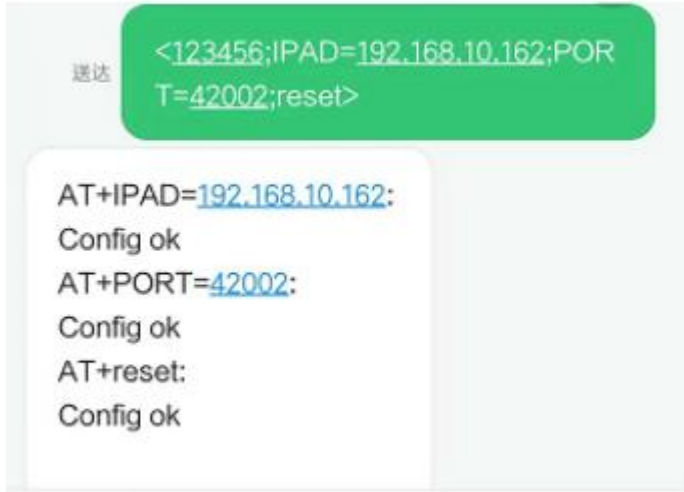 <123456;IPAD=192.168.10.162;POR
送达
T=42002;reset>
AT+IPAD=192.168.10.162:
Config ok
AT+PORT=42002:
Config ok
AT+reset:
Config ok